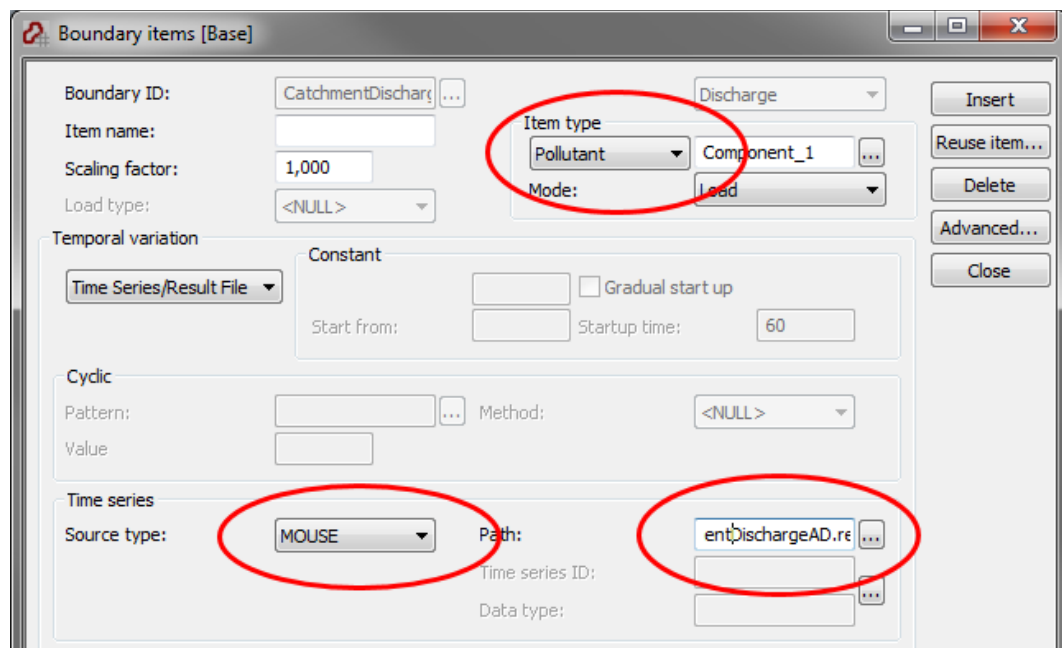 Boundary items [Base]
Boundary ID: CatchmentDischarg ... Discharge Insert
Item name: Item type Reuse item...
Scaling factor: 1,000 Pollutant Component_1 ...
Load type: <NULL> Mode: Load Delete
Temporal variation Advanced...
Constant
Time Series/Result File Gradual start up Close
Start from: Startup time: 60
Cyclic
Pattern: ... Method: <NULL>
Value
Time series
Source type: MOUSE Path: entDischargeAD.re ...
Time series ID:
...
Data type: